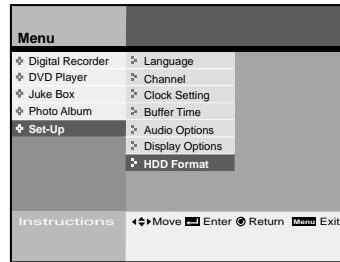 Menu
Digital Recorder
DVD Player
Juke Box
Photo Album
Set-Up
Language
Channel
Clock Setting
Buffer Time
Audio Options
Display Options
HDD Format
Instructions
Move Enter Return Menu Exit